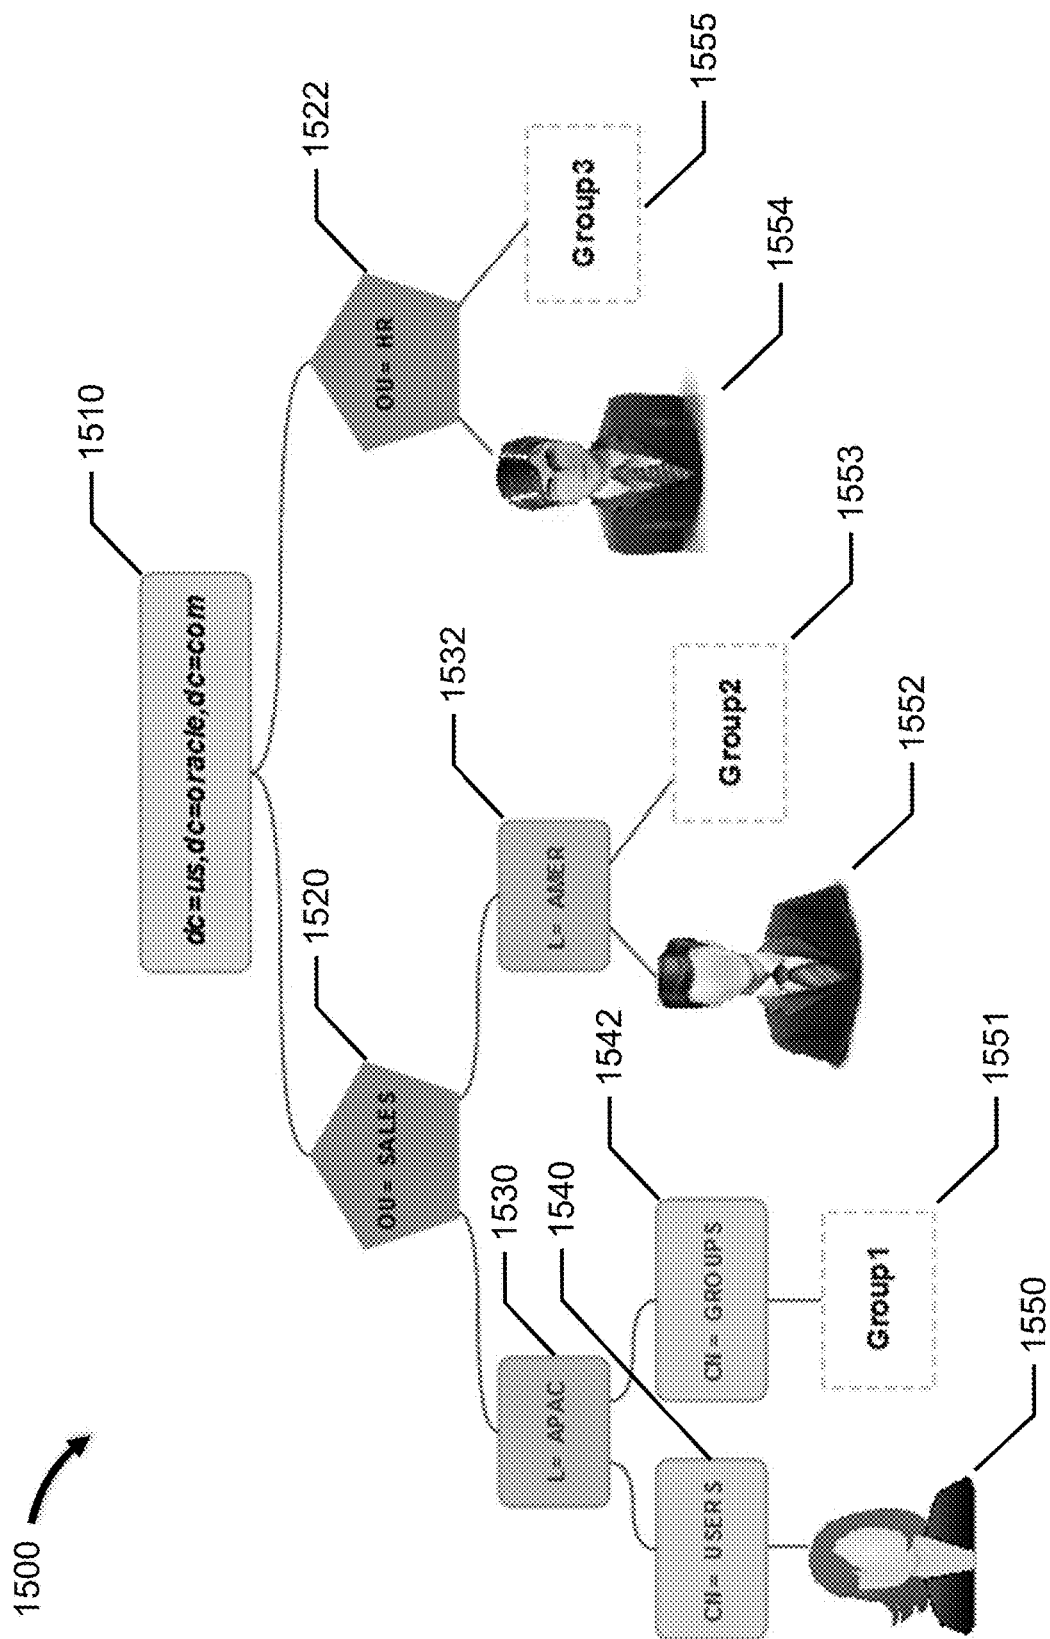 1500
1510
dc=us,dc=oracle,dc=com
1520
OU = SALES
1522
OU = HR
1530
L= APAC
1532
L= AMER
1540
CN = USERS
1542
CN = GROUPS
1550
Group1
1551
1552
Group2
1553
1554
Group3
1555